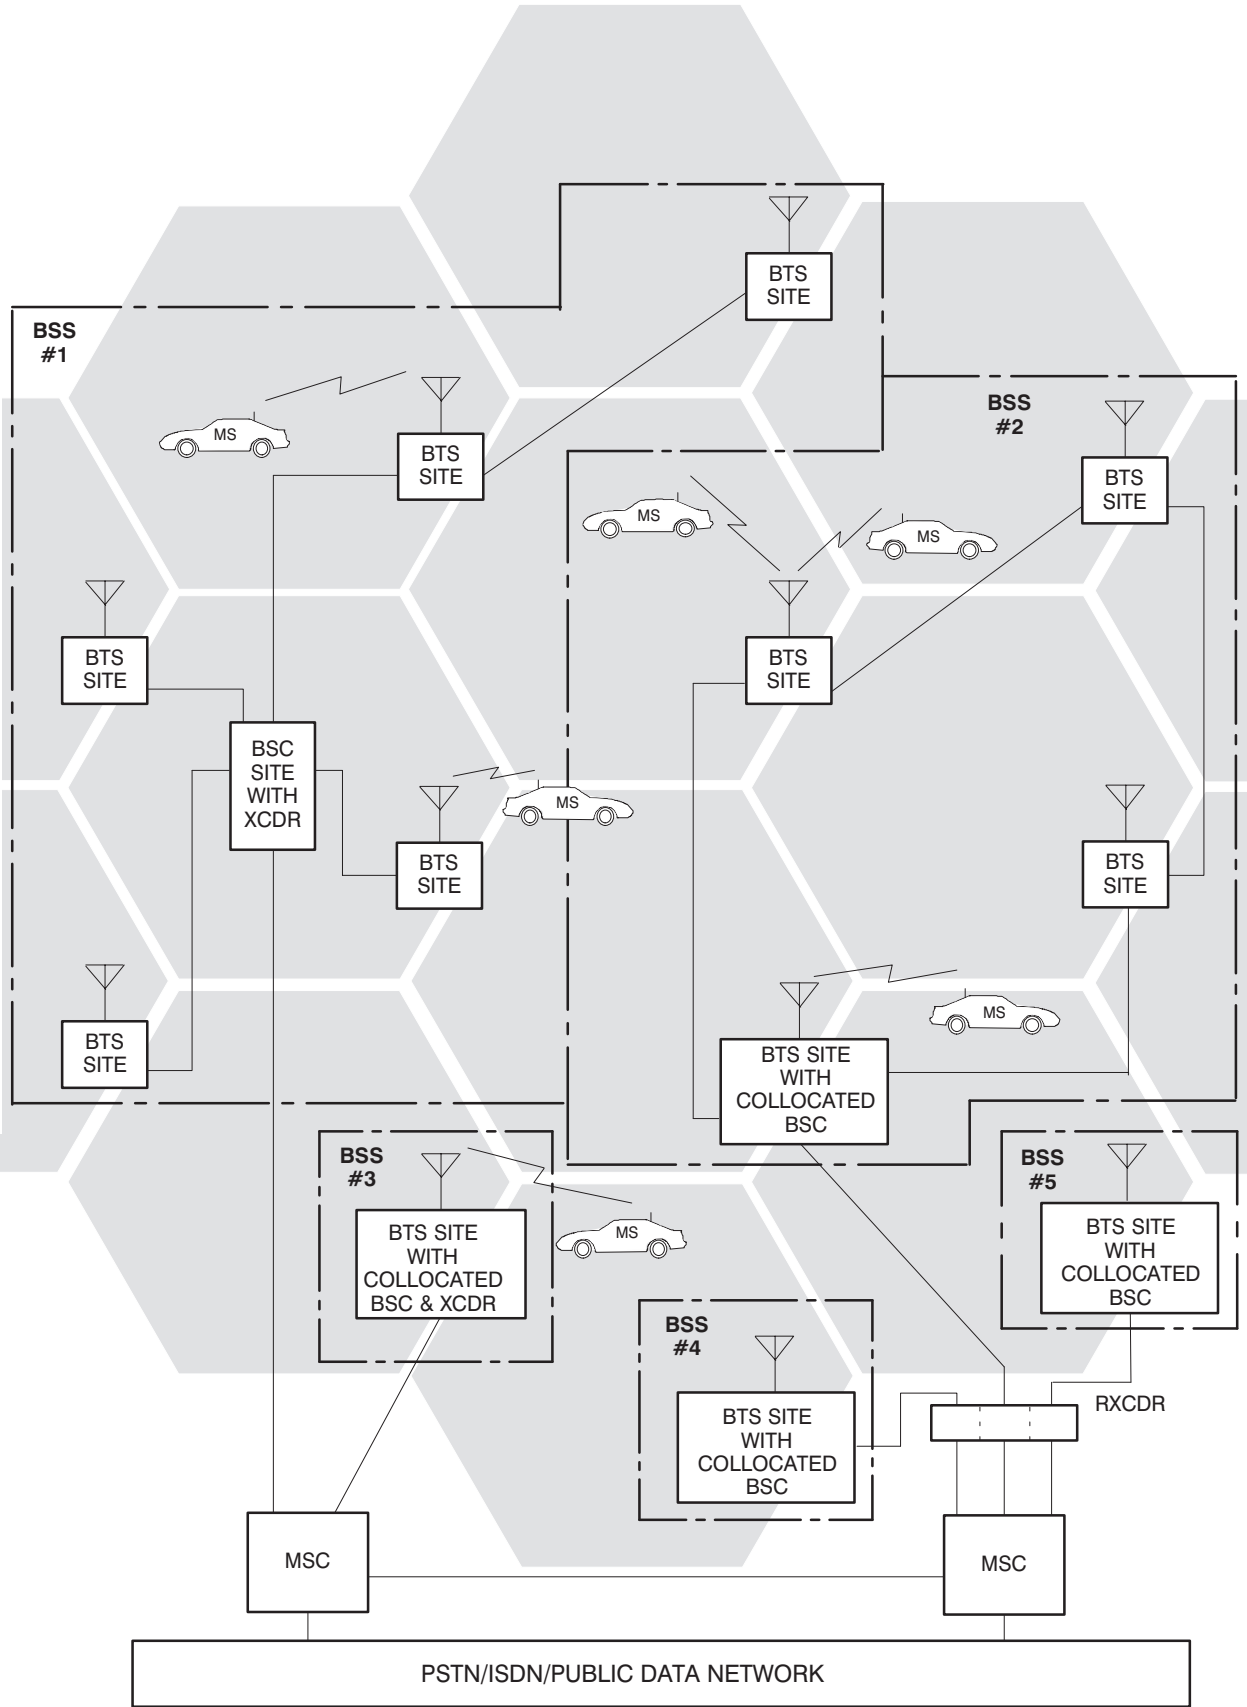 BTS
SITE
BSS
#1
BSS
#2
MS
BTS
SITE
BTS
SITE
MS
MS
BTS
SITE
BTS
SITE
BSC
SITE
WITH
XCDR
MS
BTS
SITE
BTS
SITE
MS
BTS
SITE
BTS SITE
WITH
COLLOCATED
BSC
BSS
#3
BSS
#5
BTS SITE
WITH
COLLOCATED
BSC & XCDR
MS
BTS SITE
WITH
COLLOCATED
BSC
BSS
#4
RXCDR
BTS SITE
WITH
COLLOCATED
BSC
MSC
MSC
PSTN/ISDN/PUBLIC DATA NETWORK